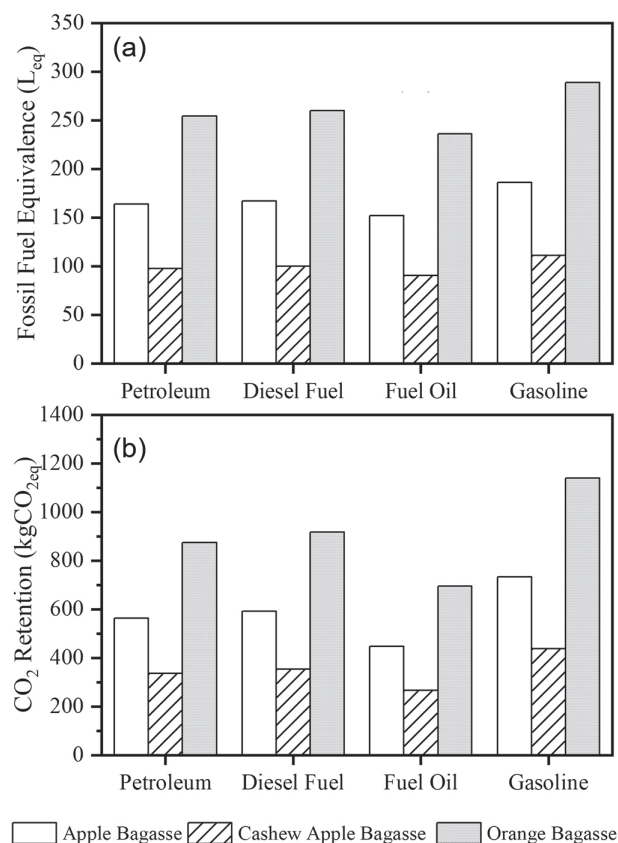 (a)
Fossil Fuel Equivalence (L_eq)
350
300
250
200
150
100
50
0
Petroleum Diesel Fuel Fuel Oil Gasoline
(b)
CO2 Retention (kgCO2eq)
1400
1200
1000
800
600
400
200
0
Petroleum Diesel Fuel Fuel Oil Gasoline
Apple Bagasse Cashew Apple Bagasse Orange Bagasse